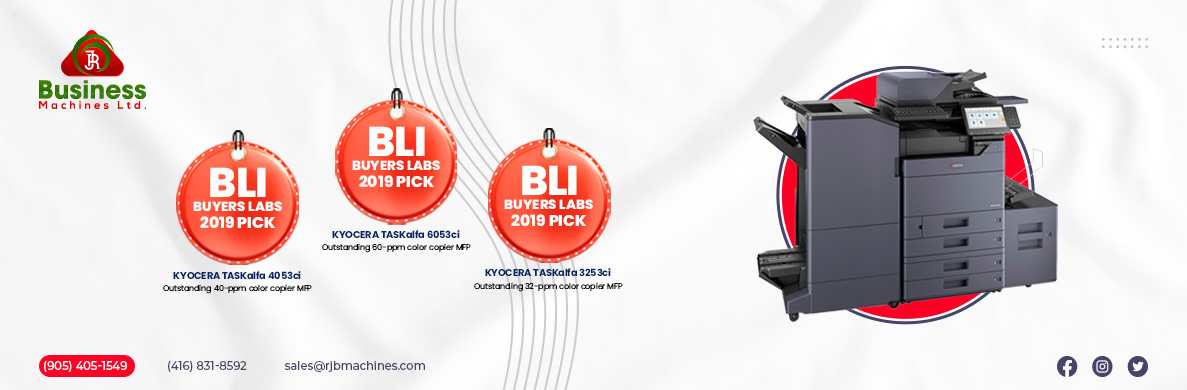 JR
Business
Machines Ltd.
BLI
BUYERS LABS
2019 PICK
KYOCERA TASKalfa 4053ci
Outstanding 40-ppm color copier MFP
BLI
BUYERS LABS
2019 PICK
KYOCERA TASKalfa 6053ci
Outstanding 60-ppm color copier MFP
BLI
BUYERS LABS
2019 PICK
KYOCERA TASKalfa 3253ci
Outstanding 32-ppm color copier MFP
(905) 405-1549
(416) 831-8592
sales@rjbmachines.com